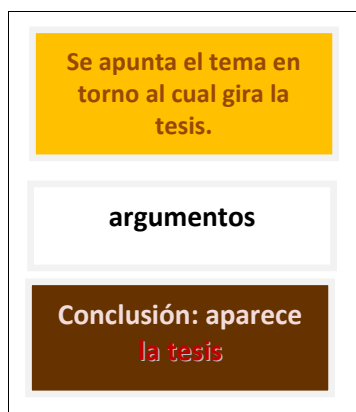 Se apunta el tema en
torno al cual gira la
tesis.
argumentos
Conclusión: aparece
la tesis